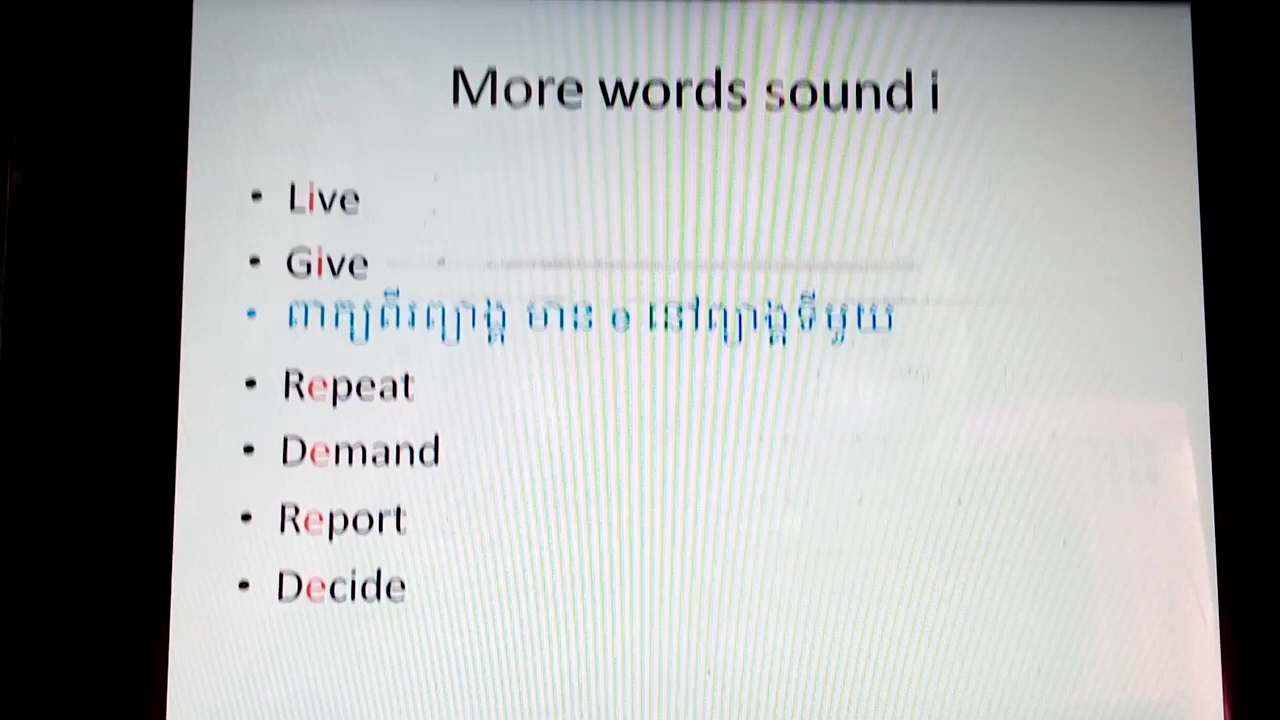 More words sound i
• Live
• Give
• ពាក្យពីរព្យាង្គ មាន e នៅព្យាង្គទីមួយ
• Repeat
• Demand
• Report
• Decide